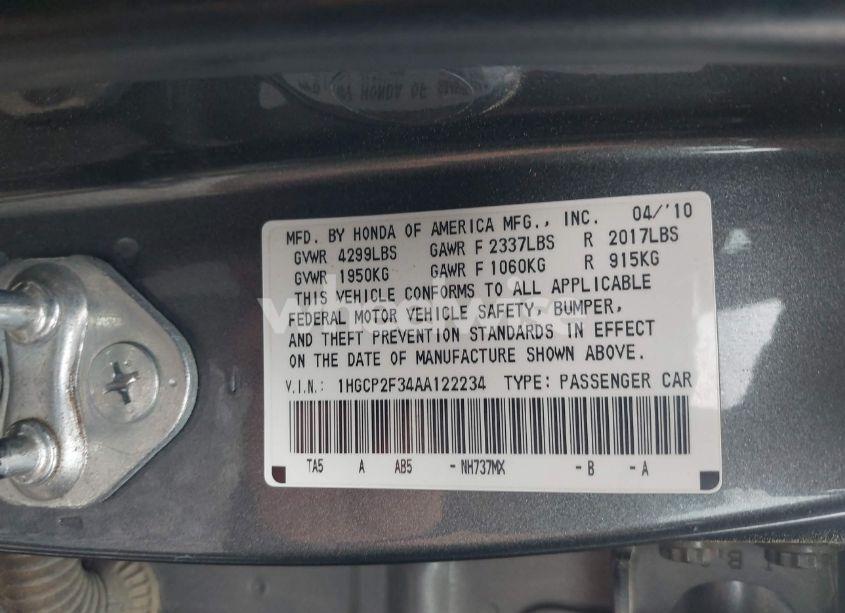 MFD. BY HONDA OF AMERICA MFG., INC. 04/'10
GVWR 4299LBS GAWR F 2337LBS R 2017LBS
GVWR 1950KG GAWR F 1060KG R 915KG
THIS VEHICLE CONFORMS TO ALL APPLICABLE
FEDERAL MOTOR VEHICLE SAFETY, BUMPER,
AND THEFT PREVENTION STANDARDS IN EFFECT
ON THE DATE OF MANUFACTURE SHOWN ABOVE.
V.I.N.: 1HGCP2F34AA122234 TYPE: PASSENGER CAR
TA5 A AB5 -NH737MX -B -A